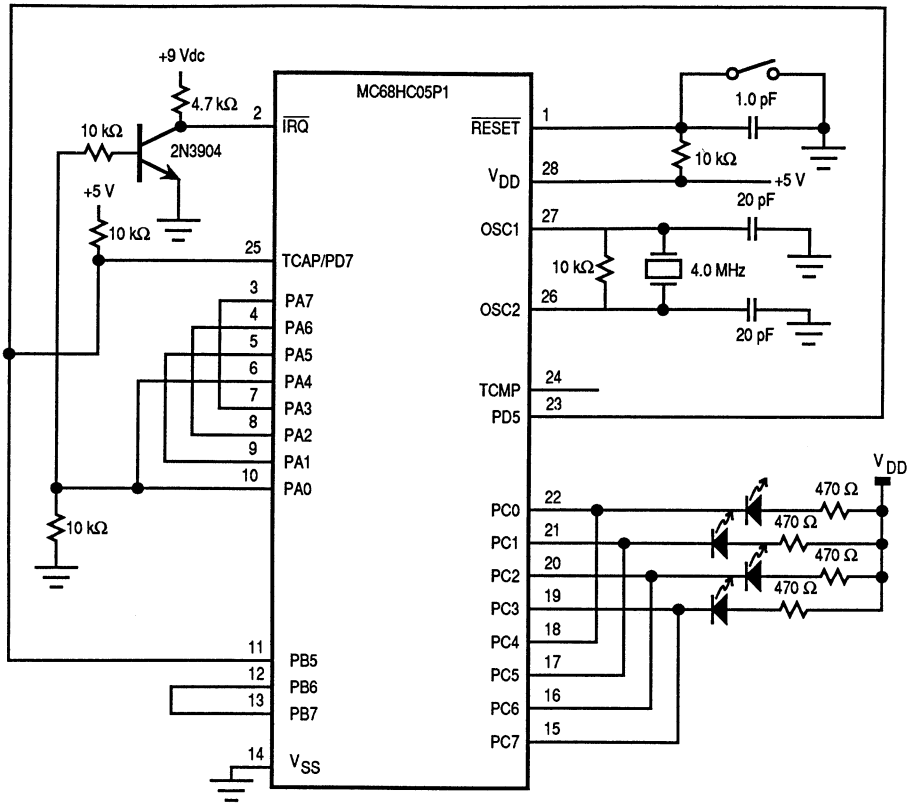 +9 Vdc
4.7 kΩ
10 kΩ
2N3904
+5 V
10 kΩ
10 kΩ
MC68HC05P1
2 IRQ
25 TCAP/PD7
3 PA7
4 PA6
5 PA5
6 PA4
7 PA3
8 PA2
9 PA1
10 PA0
11 PB5
12 PB6
13 PB7
14 VSS
RESET 1
VDD 28
OSC1 27
OSC2 26
TCMP 24
PD5 23
PC0 22
PC1 21
PC2 20
PC3 19
PC4 18
PC5 17
PC6 16
PC7 15
1.0 pF
10 kΩ
+5 V
20 pF
10 kΩ
4.0 MHz
20 pF
VDD
470 Ω
470 Ω
470 Ω
470 Ω